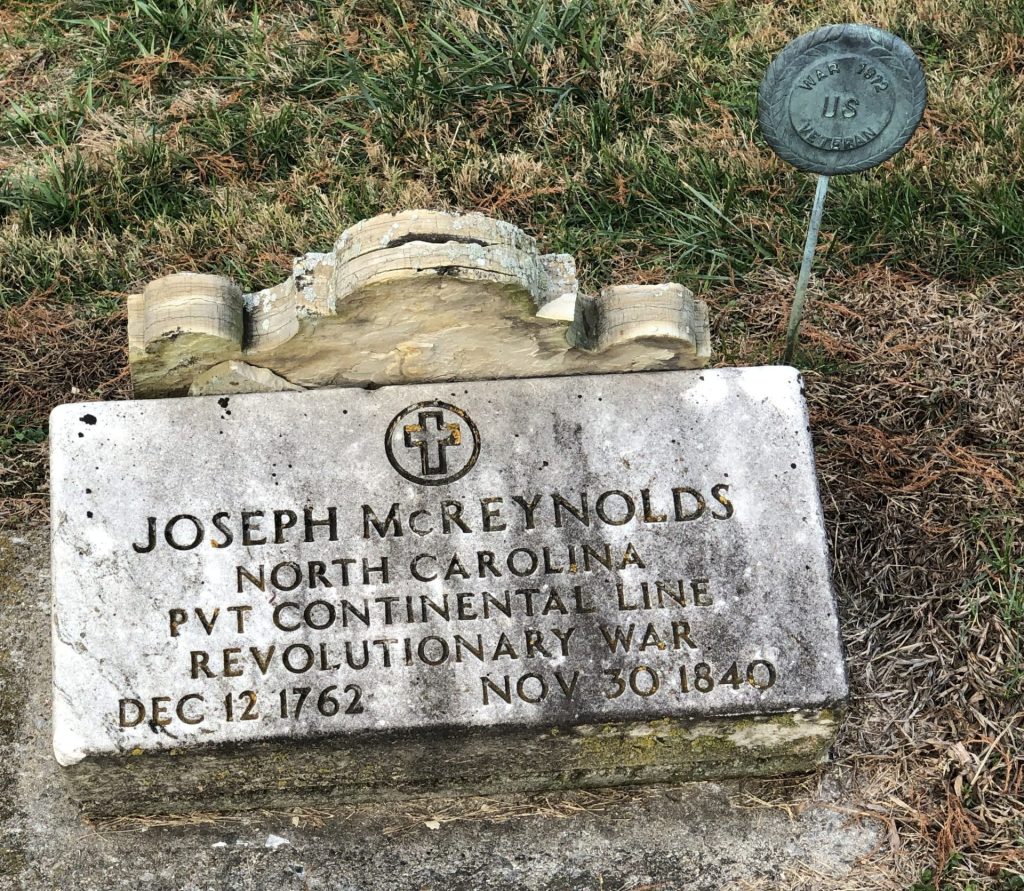 WAR 1812
US
VETERAN
JOSEPH McREYNOLDS
NORTH CAROLINA
PVT CONTINENTAL LINE
REVOLUTIONARY WAR
DEC 12 1762 NOV 30 1840